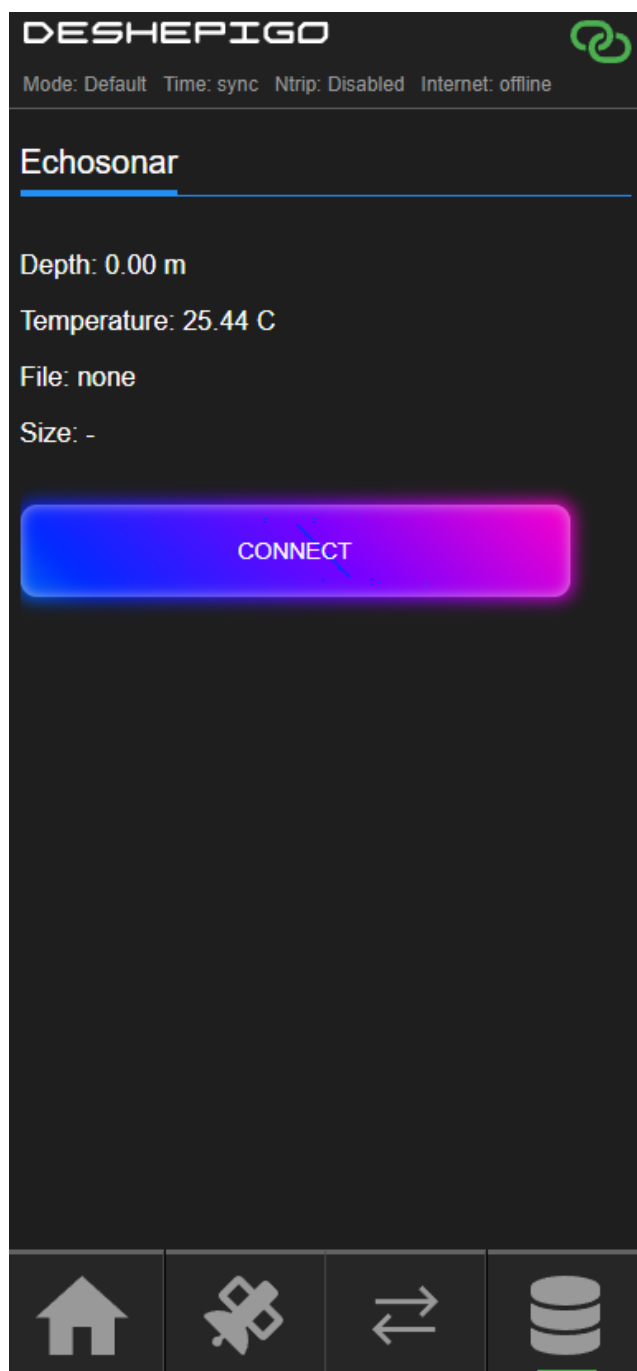 DESHEPIGO
Mode: Default Time: sync Ntrip: Disabled Internet: offline
Echosonar
Depth: 0.00 m
Temperature: 25.44 C
File: none
Size: -
CONNECT